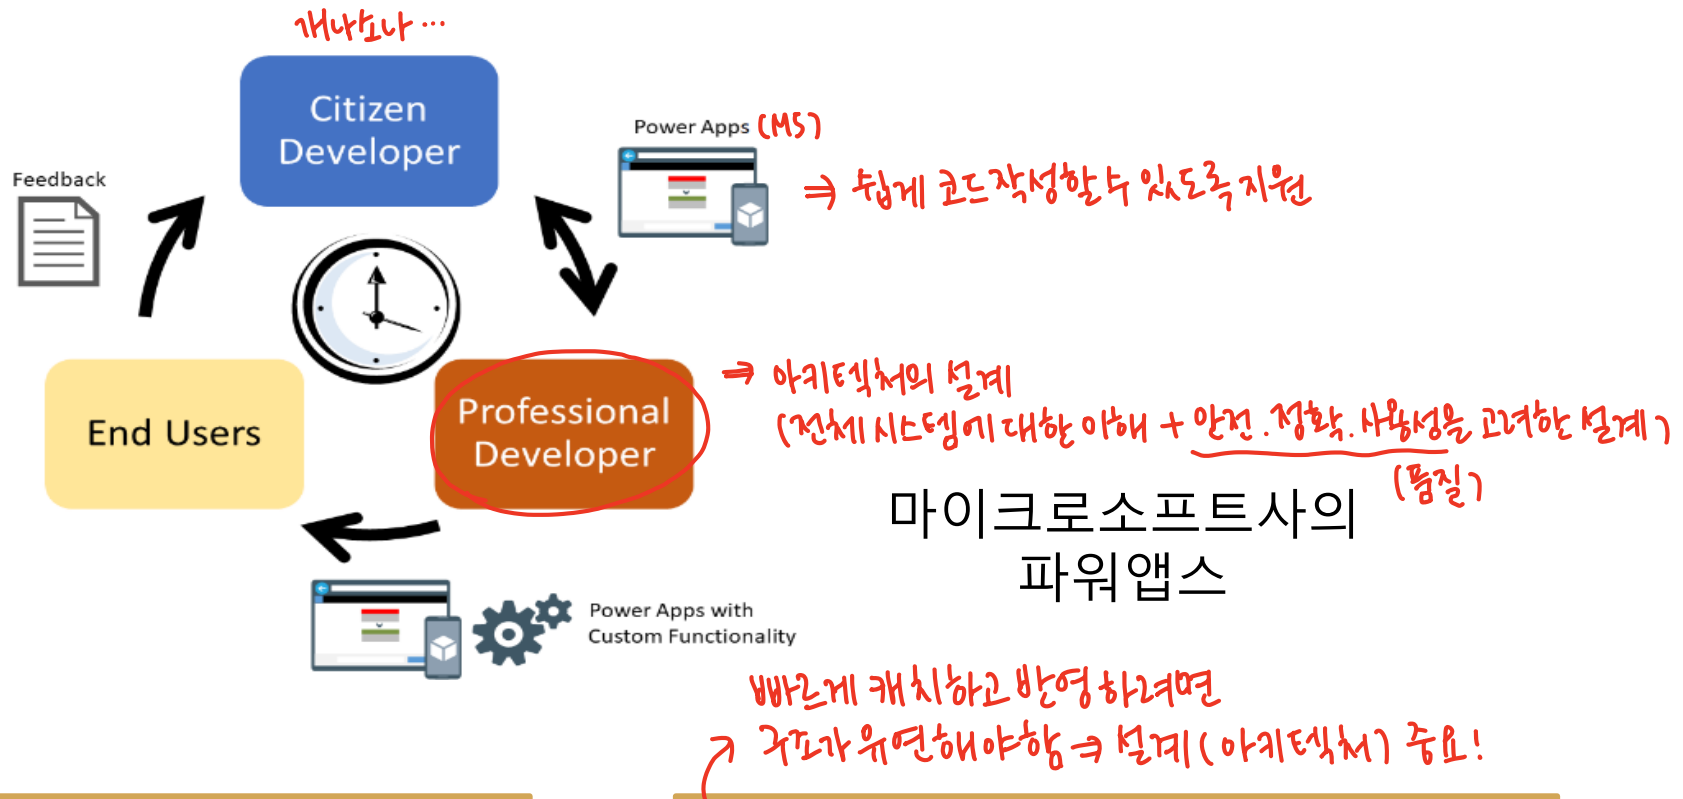 개나소나 ...
Citizen
Developer
Power Apps (MS)
Feedback
⇒ 쉽게 코드작성할수 있도록 지원
End Users
Professional
Developer
⇒ 아키텍처의 설계
(전체 시스템에 대한 이해 + 안전.정확.사용성을 고려한 설계)
(품질)
마이크로소프트사의
파워앱스
Power Apps with
Custom Functionality
빠르게 캐치하고 반영하려면
구조가 유연해야함 ⇒ 설계(아키텍처) 중요!